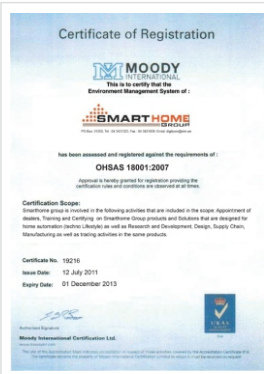 Certificate of Registration
MOODY
INTERNATIONAL
This is to certify that the
Environment Management System of :
SMARTHOME
GROUP
has been assessed and registered against the requirements of :
OHSAS 18001:2007
Approval is hereby granted for registration providing the
certification rules and conditions are observed at all times.
Certification Scope:
Smarthome group is involved in the following activities that are included in the scope: Appointment of
dealers, Training and Certifying on Smarthome Group products and Solutions that are designed for
home automation (techno Lifestyle) as well as Research and Development, Design, Supply Chain,
Manufacturing as well as trading activities in the same products.
Certificate No. 19216
Issue Date: 12 July 2011
Expiry Date: 01 December 2013
Authorised Signature
Moody International Certification Ltd.
UKAS